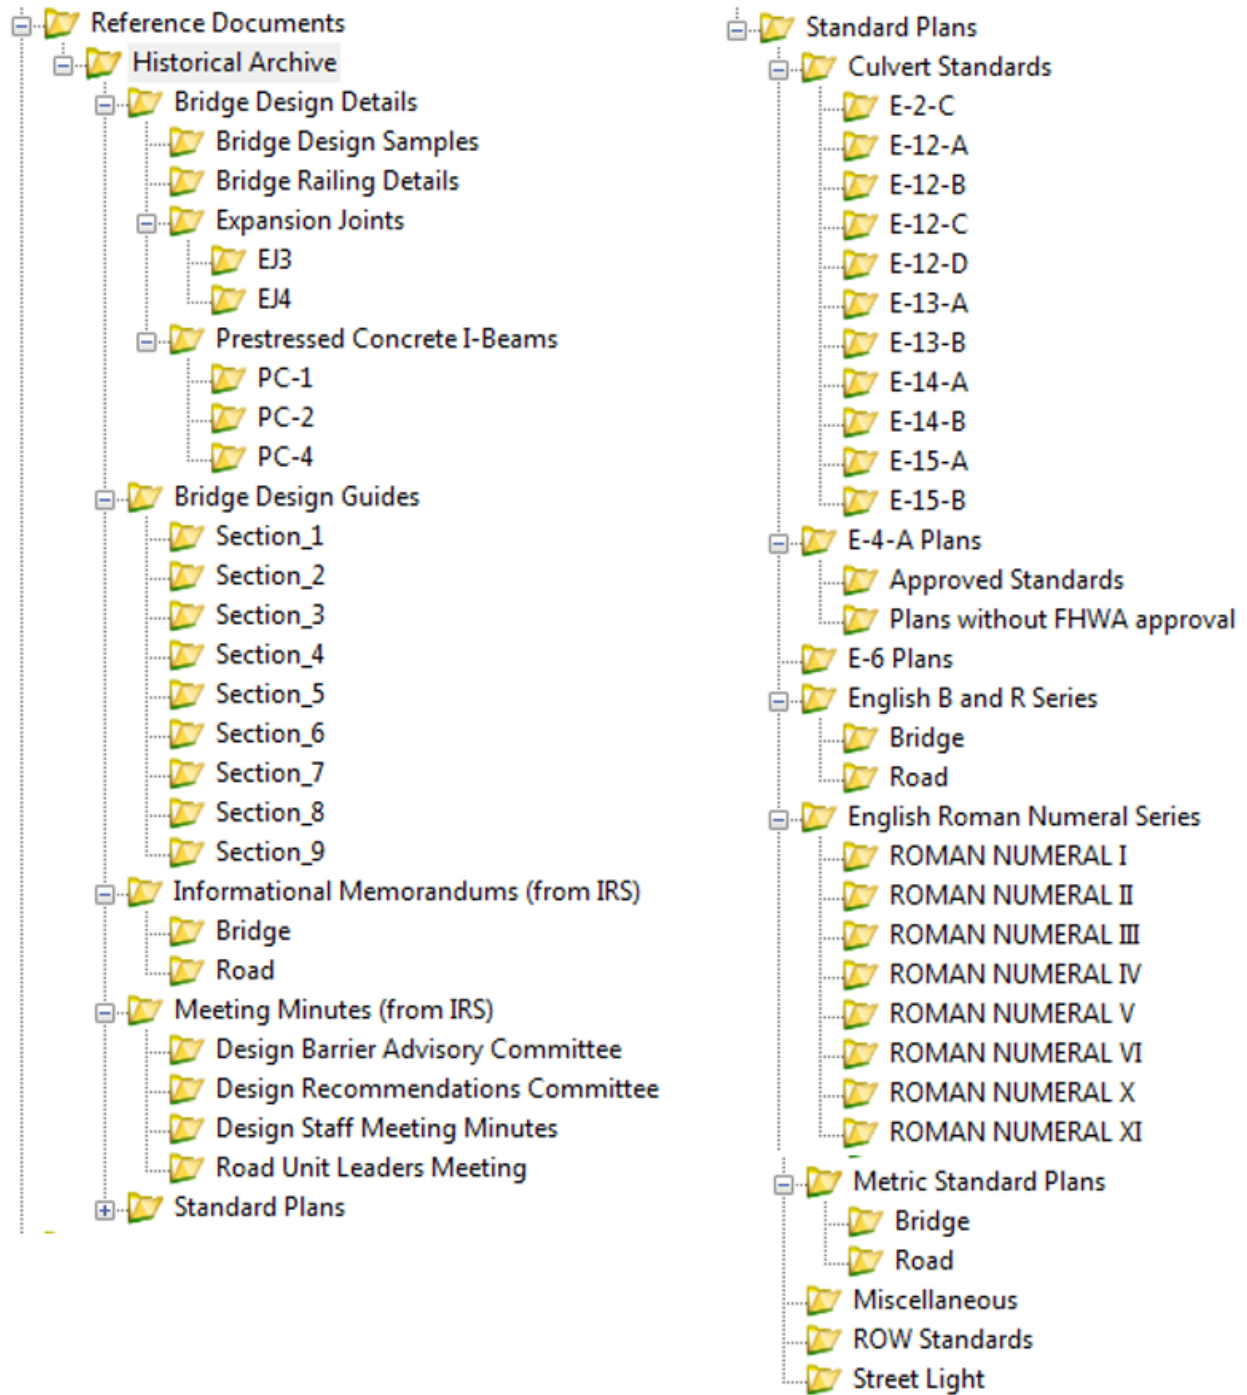 Reference Documents
Historical Archive
Bridge Design Details
Bridge Design Samples
Bridge Railing Details
Expansion Joints
EJ3
EJ4
Prestressed Concrete I-Beams
PC-1
PC-2
PC-4
Bridge Design Guides
Section_1
Section_2
Section_3
Section_4
Section_5
Section_6
Section_7
Section_8
Section_9
Informational Memorandums (from IRS)
Bridge
Road
Meeting Minutes (from IRS)
Design Barrier Advisory Committee
Design Recommendations Committee
Design Staff Meeting Minutes
Road Unit Leaders Meeting
Standard Plans
Standard Plans
Culvert Standards
E-2-C
E-12-A
E-12-B
E-12-C
E-12-D
E-13-A
E-13-B
E-14-A
E-14-B
E-15-A
E-15-B
E-4-A Plans
Approved Standards
Plans without FHWA approval
E-6 Plans
English B and R Series
Bridge
Road
English Roman Numeral Series
ROMAN NUMERAL I
ROMAN NUMERAL II
ROMAN NUMERAL III
ROMAN NUMERAL IV
ROMAN NUMERAL V
ROMAN NUMERAL VI
ROMAN NUMERAL X
ROMAN NUMERAL XI
Metric Standard Plans
Bridge
Road
Miscellaneous
ROW Standards
Street Light